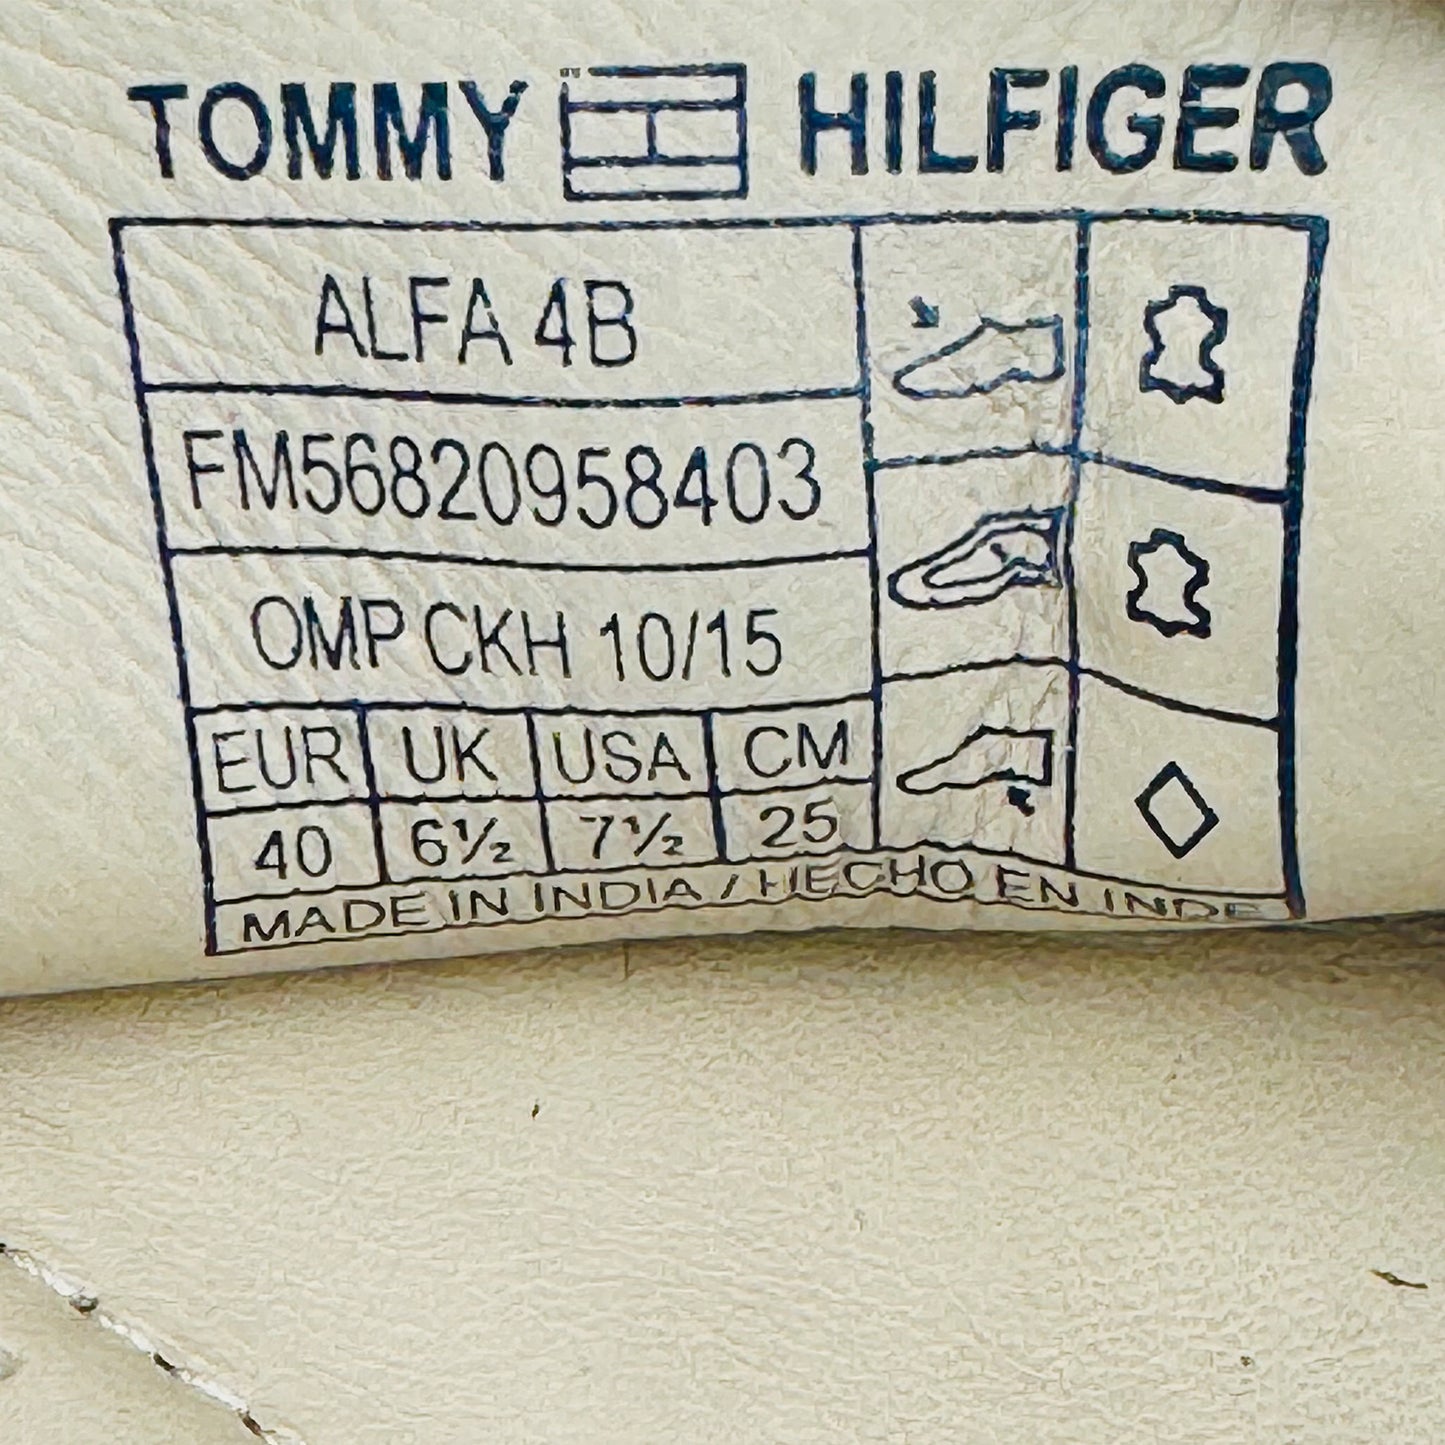 TOMMY HILFIGER
ALFA 4B
FM56820958403
OMP CKH 10/15
EUR UK USA CM
40 6½ 7½ 25
MADE IN INDIA / HECHO EN INDE